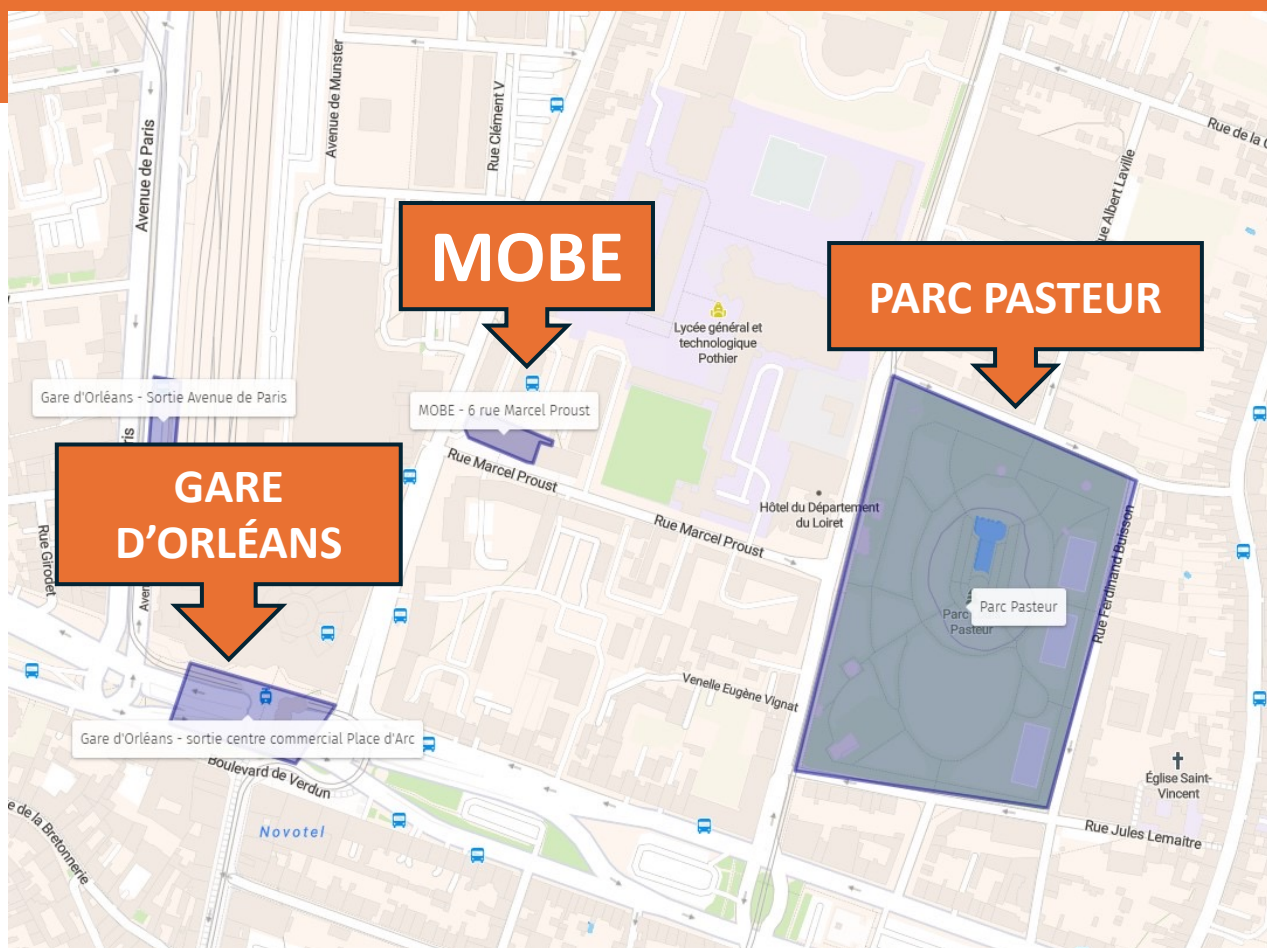 Avenue de Munster
Rue Clément V
Avenue de Paris
Rue de la
Rue Albert Laville
MOBE
PARC PASTEUR
Lycée général et
technologique
Pothier
Gare d'Orléans - Sortie Avenue de Paris
MOBE - 6 rue Marcel Proust
GARE
D'ORLÉANS
Rue Marcel Proust
Rue Marcel Proust
Hôtel du Département
du Loiret
Rue Girodet
Rue Ferdinand Buisson
Parc
Pasteur
Parc Pasteur
Venelle Eugène Vignat
Gare d'Orléans - sortie centre commercial Place d'Arc
Boulevard de Verdun
Église Saint-
Vincent
e de la Bretonnerie
Novotel
Rue Jules Lemaitre